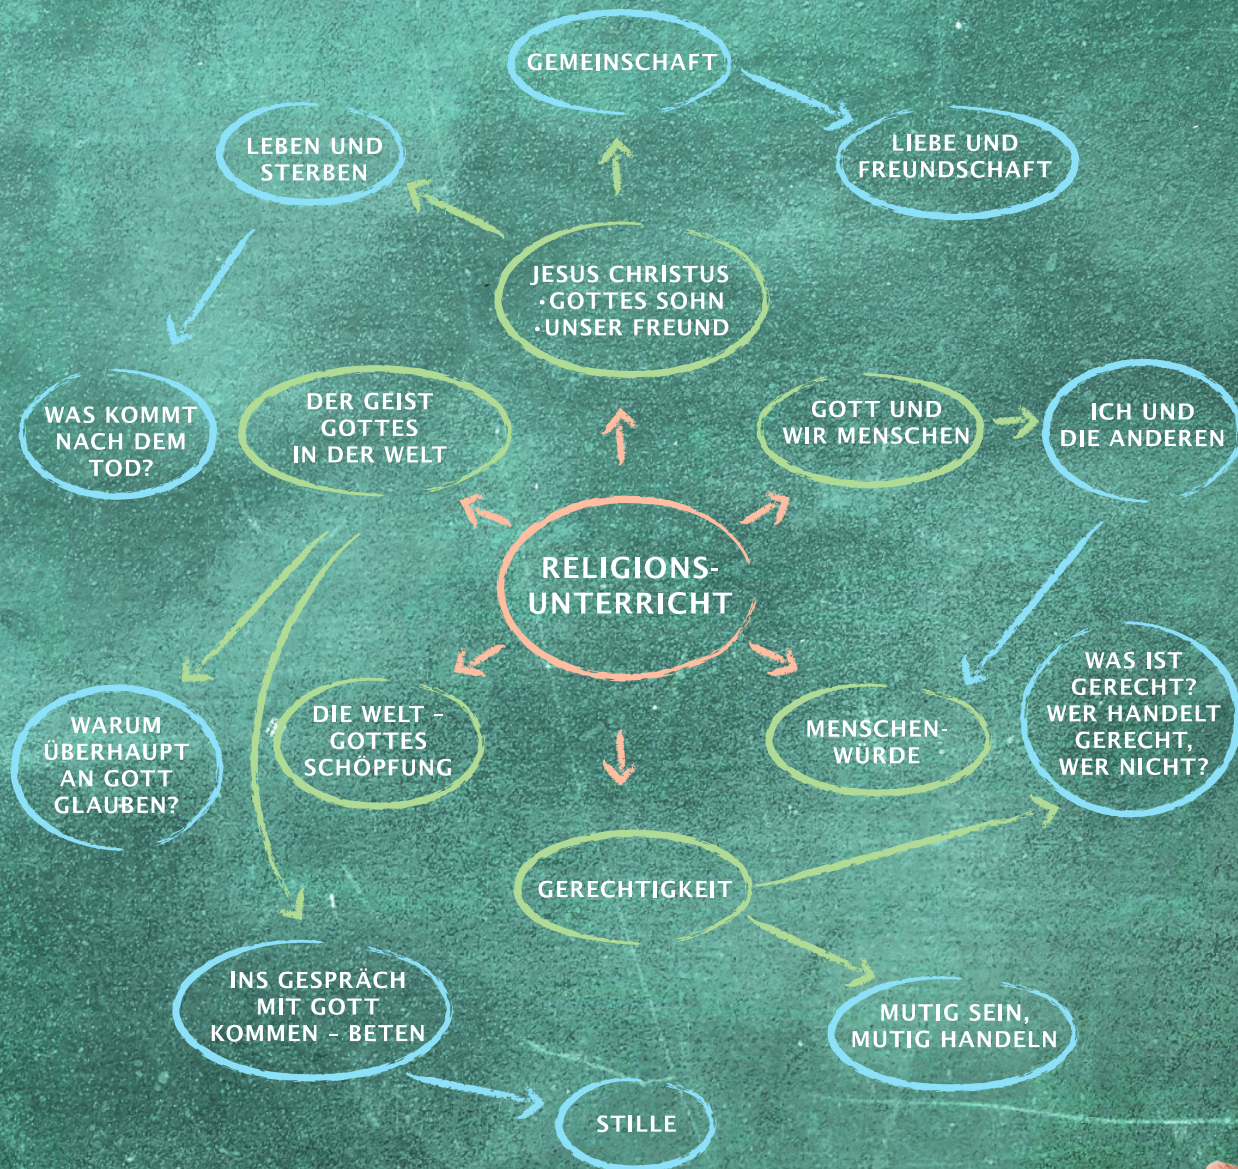 GEMEINSCHAFT
LEBEN UND
STERBEN
LIEBE UND
FREUNDSCHAFT
JESUS CHRISTUS
·GOTTES SOHN
·UNSER FREUND
WAS KOMMT
NACH DEM
TOD?
DER GEIST
GOTTES
IN DER WELT
GOTT UND
WIR MENSCHEN
ICH UND
DIE ANDEREN
RELIGIONS-
UNTERRICHT
WARUM
ÜBERHAUPT
AN GOTT
GLAUBEN?
DIE WELT –
GOTTES
SCHÖPFUNG
MENSCHEN-
WÜRDE
WAS IST
GERECHT?
WER HANDELT
GERECHT,
WER NICHT?
GERECHTIGKEIT
INS GESPRÄCH
MIT GOTT
KOMMEN – BETEN
MUTIG SEIN,
MUTIG HANDELN
STILLE